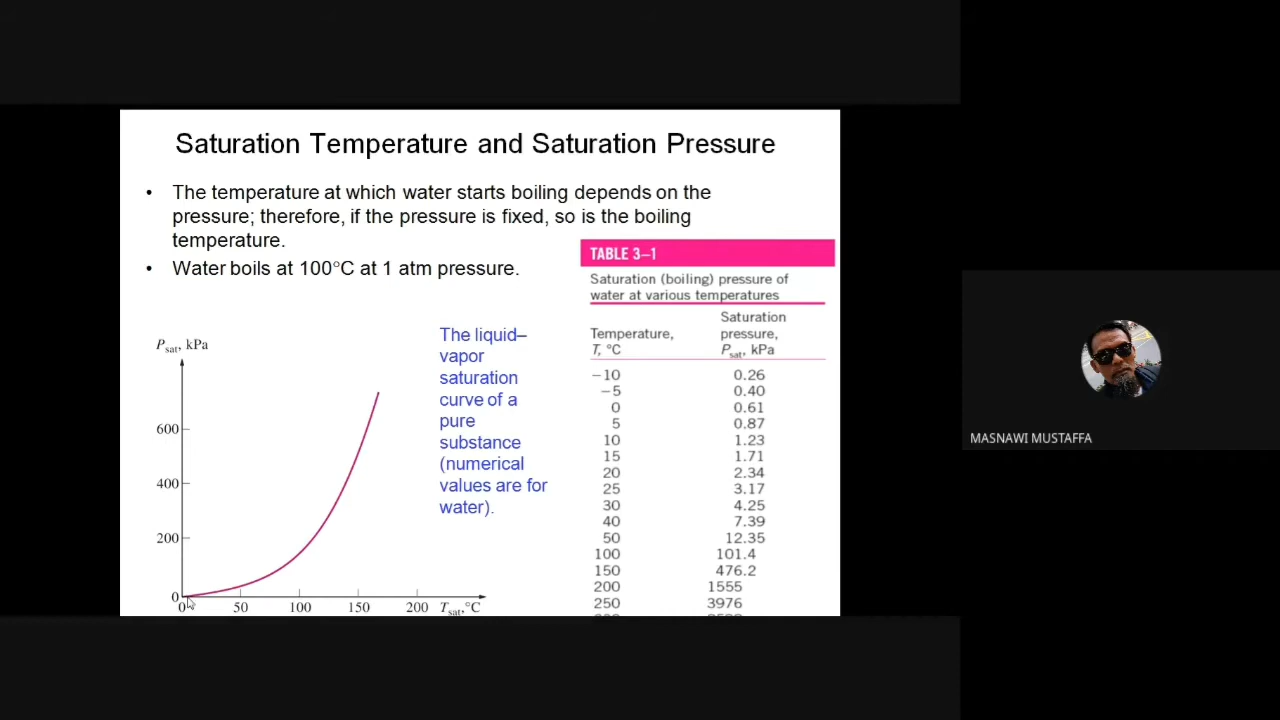 Saturation Temperature and Saturation Pressure
• The temperature at which water starts boiling depends on the
pressure; therefore, if the pressure is fixed, so is the boiling
temperature.
• Water boils at 100°C at 1 atm pressure.
P sat, kPa
600
400
200
0
0 50 100 150 200 T sat,°C
The liquid–
vapor
saturation
curve of a
pure
substance
(numerical
values are for
water).
TABLE 3–1
Saturation (boiling) pressure of
water at various temperatures
Saturation
Temperature, pressure,
T, °C P sat, kPa
−10 0.26
−5 0.40
0 0.61
5 0.87
10 1.23
15 1.71
20 2.34
25 3.17
30 4.25
40 7.39
50 12.35
100 101.4
150 476.2
200 1555
250 3976
MASNAWI MUSTAFFA